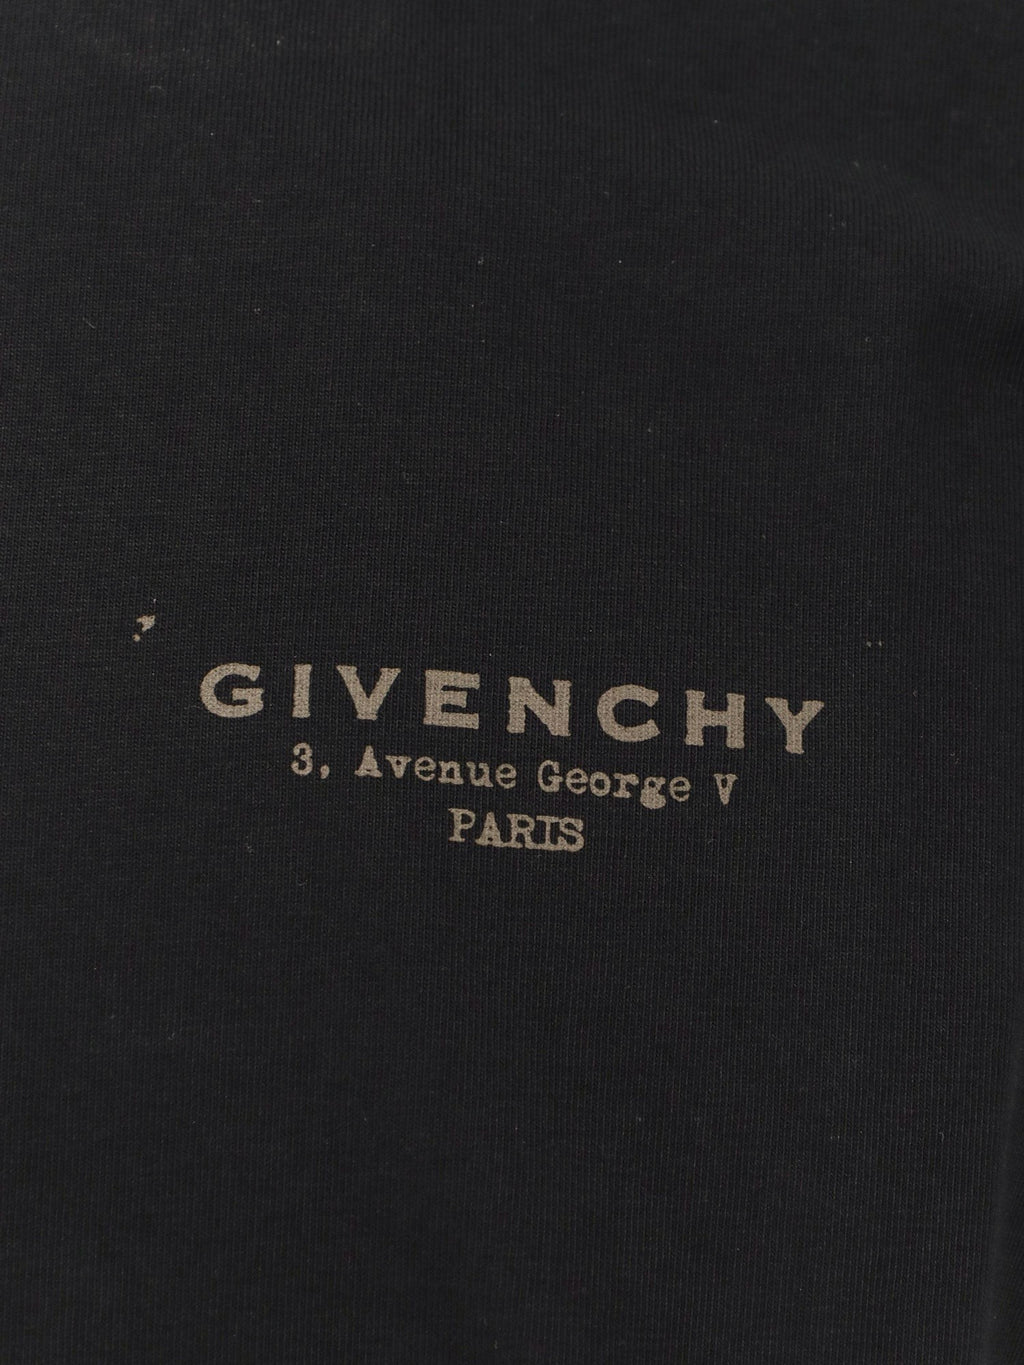 GIVENCHY
3, Avenue George V
PARIS